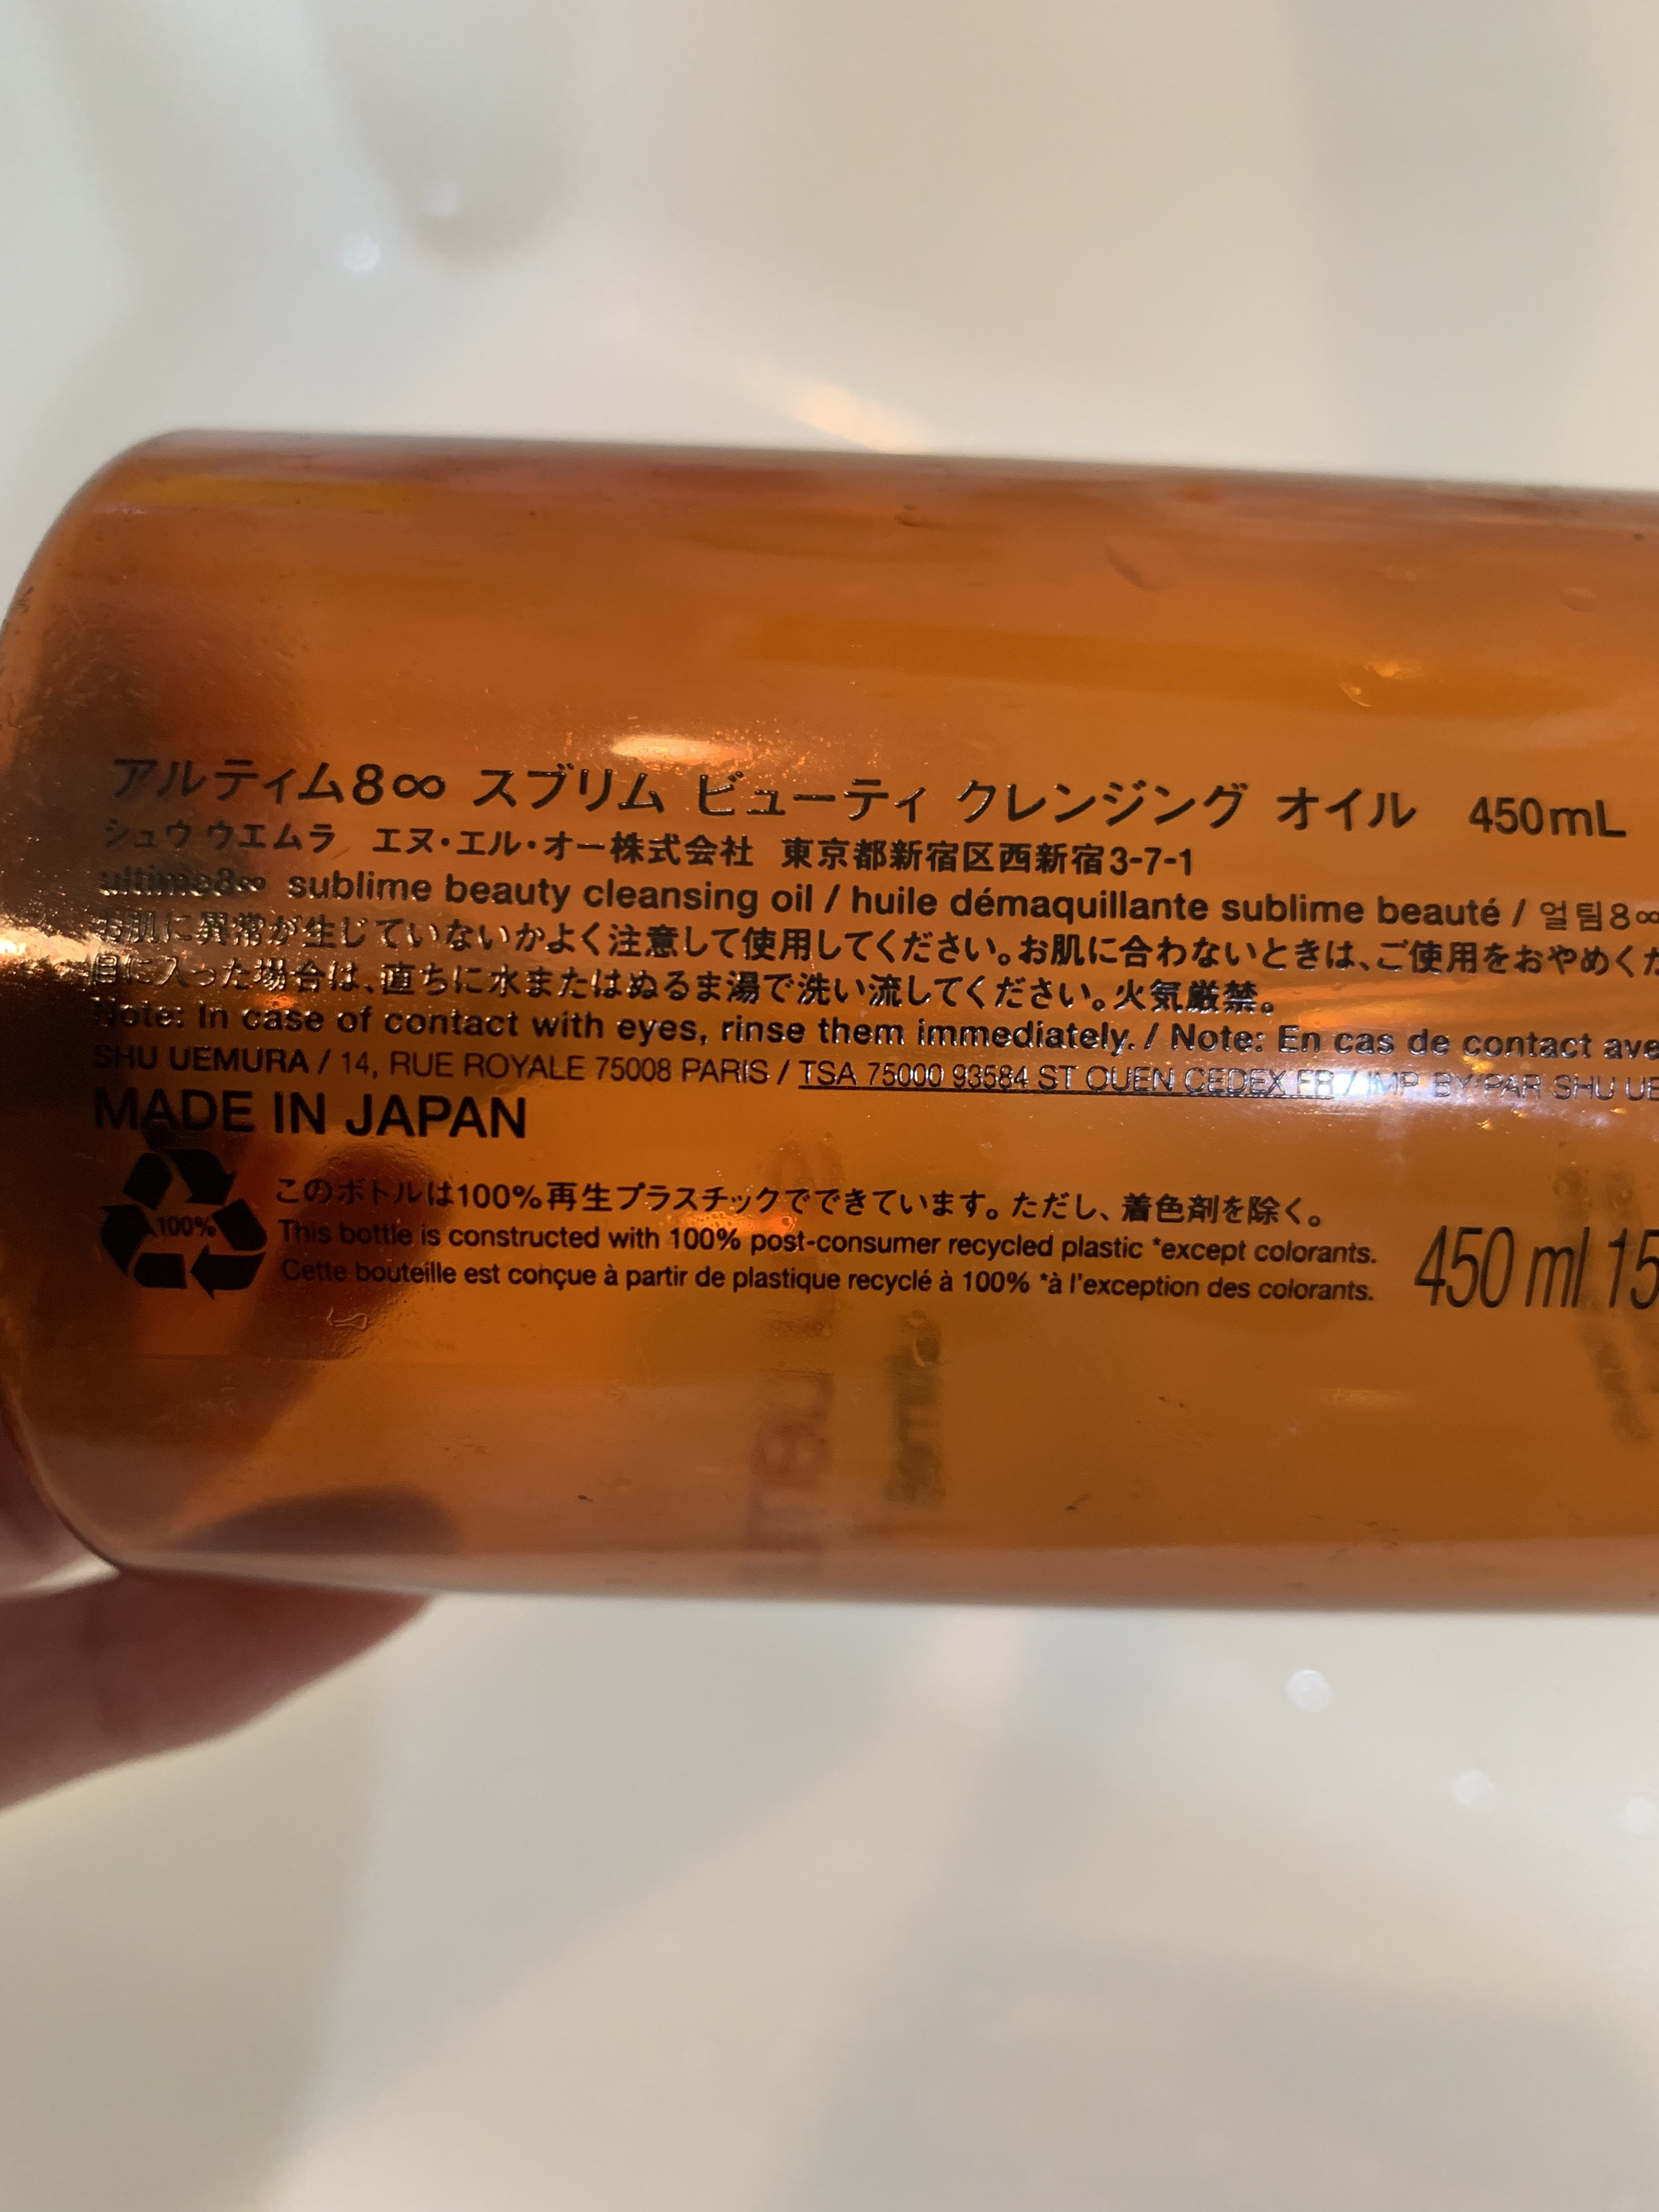 アルティム8∞ スブリム ビューティ クレンジング オイル 450mL
シュウ ウエムラ エヌ・エル・オー株式会社 東京都新宿区西新宿3-7-1
ultime8∞ sublime beauty cleansing oil / huile démaquillante sublime beauté / 얼팀8∞
お肌に異常が生じていないかよく注意して使用してください。お肌に合わないときは、ご使用をおやめくだ
目に入った場合は、直ちに水またはぬるま湯で洗い流してください。火気厳禁。
Note: In case of contact with eyes, rinse them immediately. / Note: En cas de contact ave
SHU UEMURA / 14, RUE ROYALE 75008 PARIS / TSA 75000 93584 ST OUEN CEDEX FR / IMP BY/PAR SHU UE
MADE IN JAPAN
100%
このボトルは100%再生プラスチックでできています。ただし、着色剤を除く。
This bottle is constructed with 100% post-consumer recycled plastic *except colorants.
Cette bouteille est conçue à partir de plastique recyclé à 100% *à l'exception des colorants.
450 ml 15